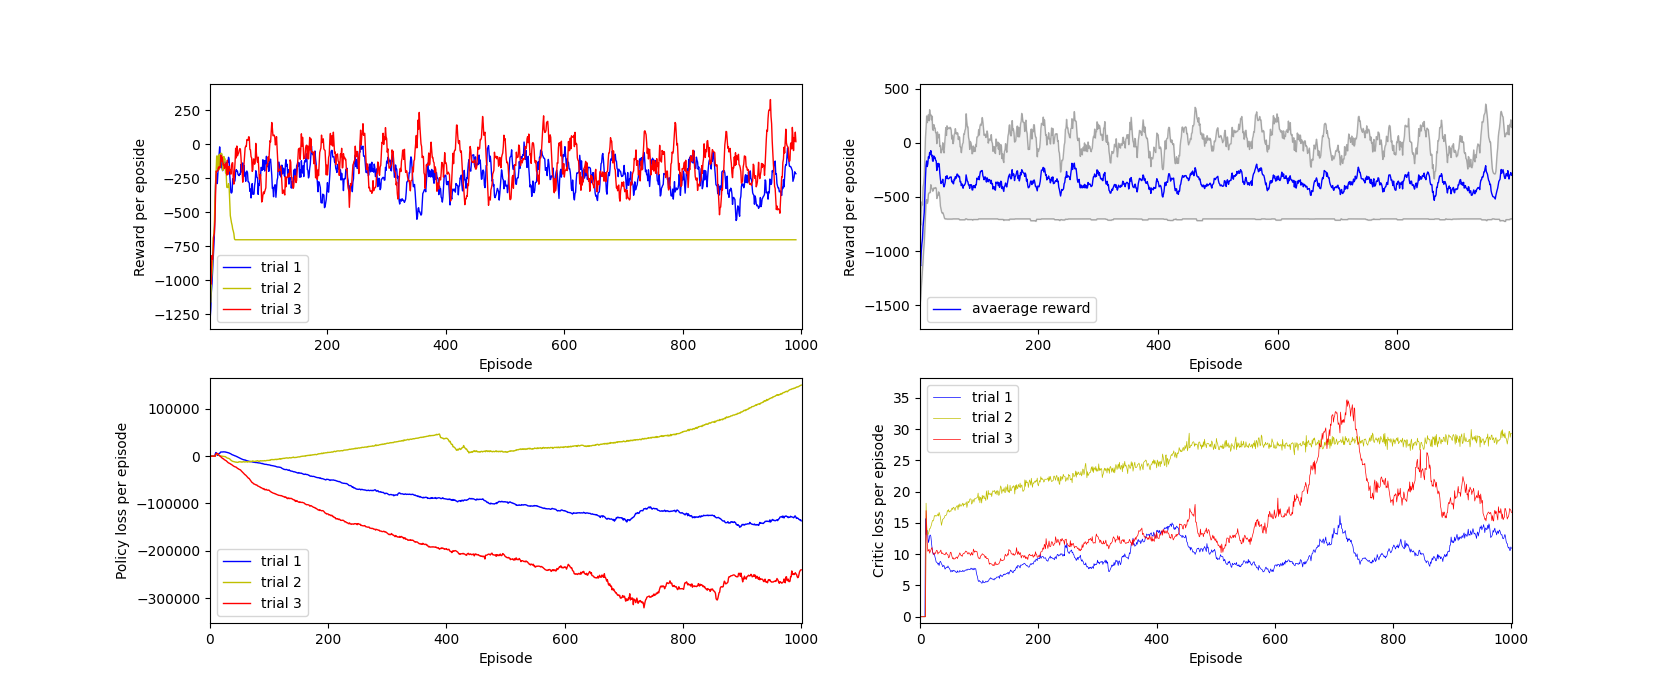 250
0
−250
−500
−750
−1000
−1250
Reward per eposide
trial 1
trial 2
trial 3
200 400 600 800 1000
Episode
500
0
−500
−1000
−1500
Reward per eposide
avaerage reward
200 400 600 800
Episode
100000
0
−100000
−200000
−300000
Policy loss per episode
trial 1
trial 2
trial 3
0 200 400 600 800 1000
Episode
35
30
25
20
15
10
5
0
Critic loss per episode
trial 1
trial 2
trial 3
0 200 400 600 800 1000
Episode